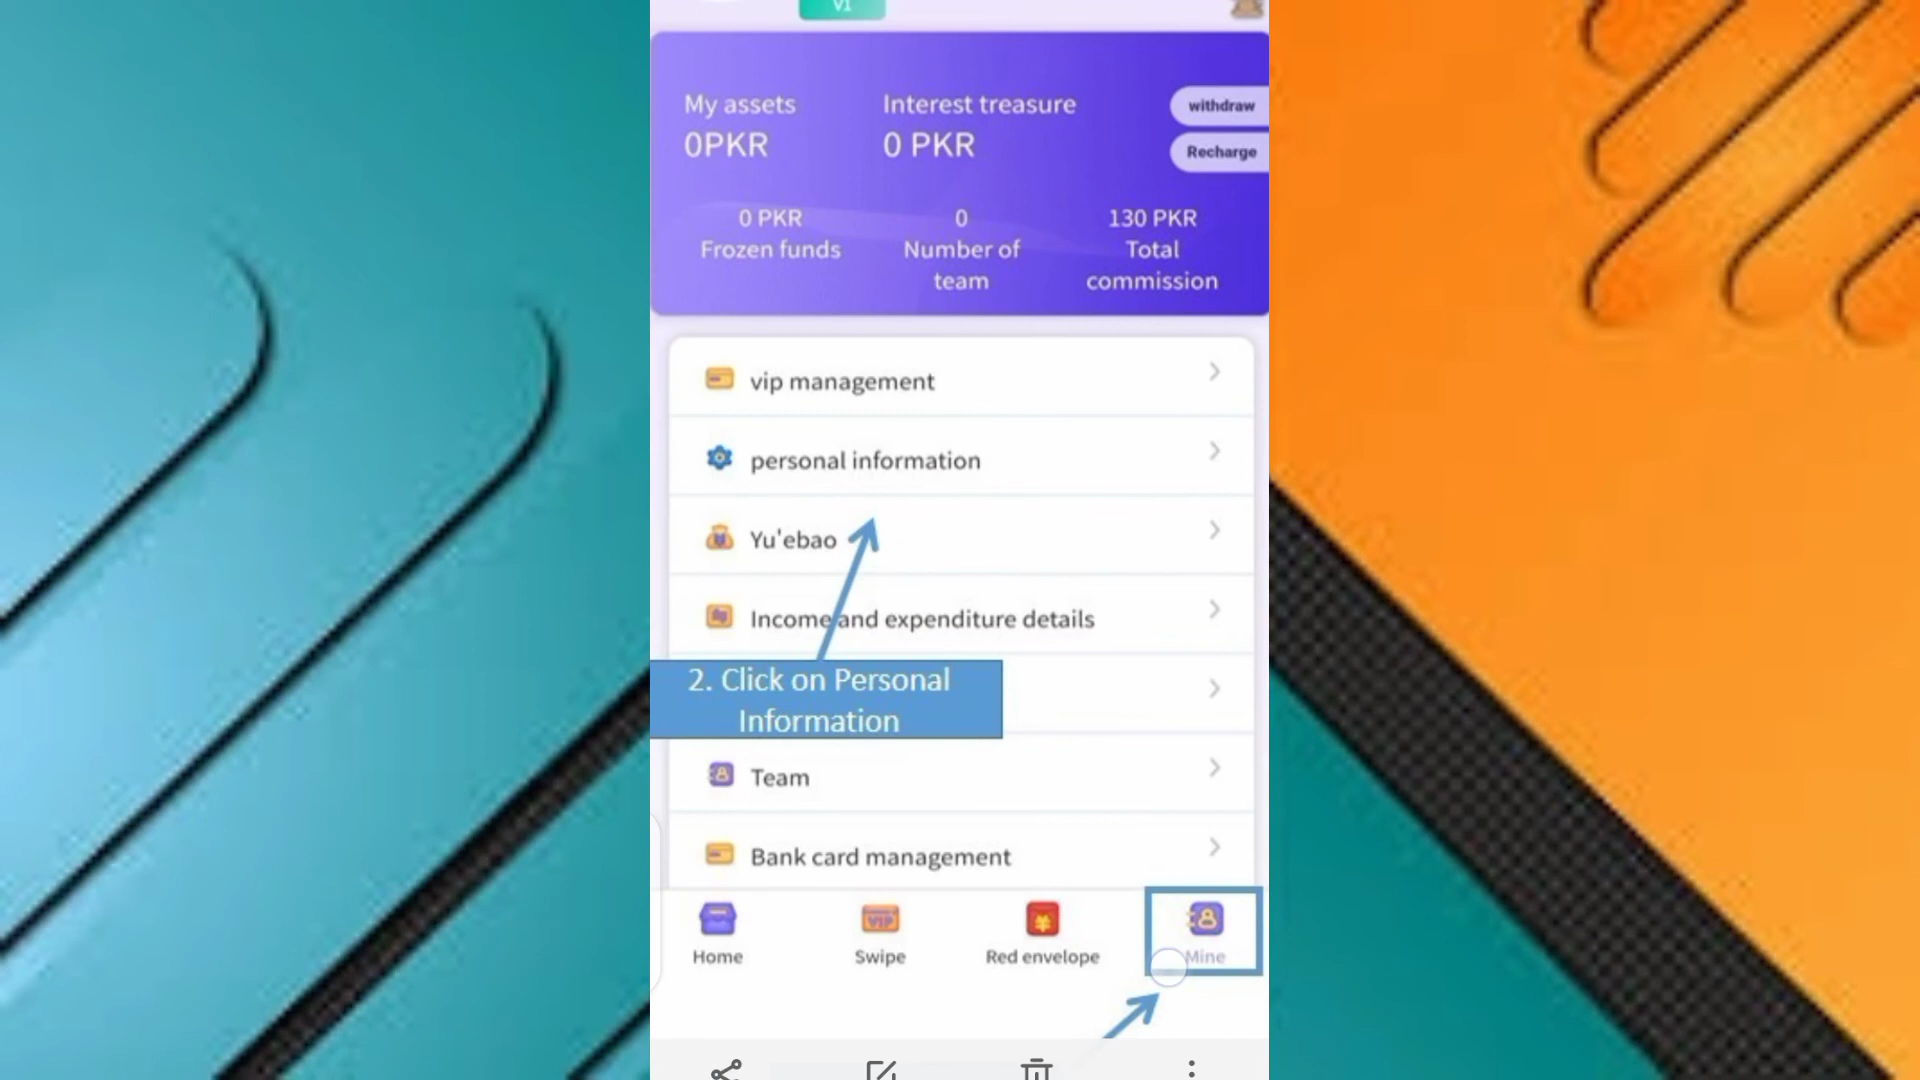 V1
My assets
Interest treasure
withdraw
0PKR
0 PKR
Recharge
0 PKR
0
130 PKR
Frozen funds
Number of
team
Total
commission
vip management
personal information
Yu'ebao
Income and expenditure details
2. Click on Personal
Information
Team
Bank card management
VIP
Home
Swipe
Red envelope
Mine